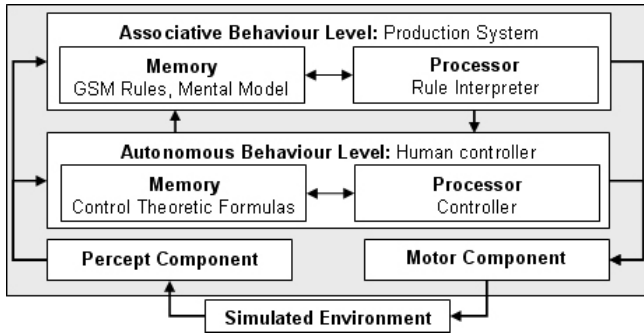 Associative Behaviour Level: Production System
Memory
GSM Rules, Mental Model
Processor
Rule Interpreter
Autonomous Behaviour Level: Human controller
Memory
Control Theoretic Formulas
Processor
Controller
Percept Component
Motor Component
Simulated Environment